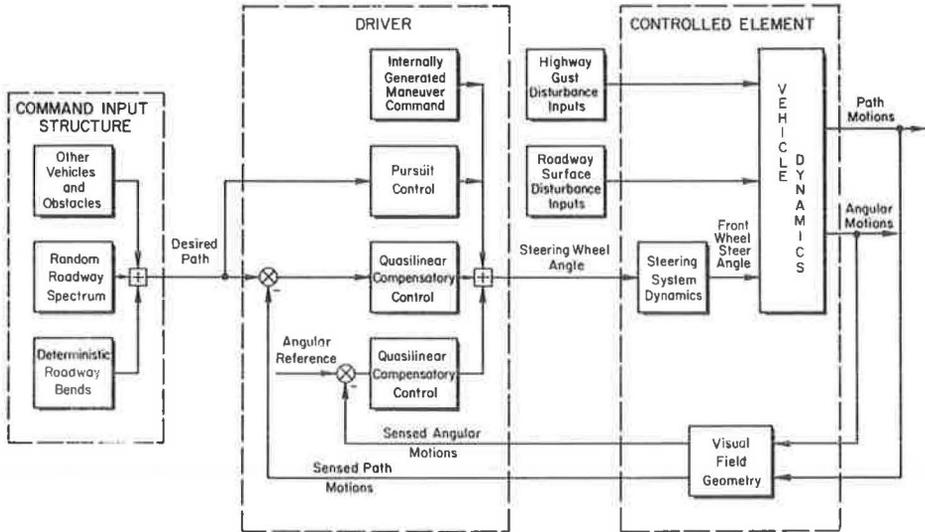 DRIVER
CONTROLLED ELEMENT
COMMAND INPUT
STRUCTURE
Other
Vehicles
and
Obstacles
Random
Roadway
Spectrum
Deterministic
Roadway
Bends
Desired
Path
Internally
Generated
Maneuver
Command
Pursuit
Control
Quasilinear
Compensatory
Control
Angular
Reference
Quasilinear
Compensatory
Control
Highway
Gust
Disturbance
Inputs
Roadway
Surface
Disturbance
Inputs
Steering Wheel
Angle
Steering
System
Dynamics
Front
Wheel
Steer
Angle
VEHICLE
DYNAMICS
Path
Motions
Angular
Motions
Sensed Angular
Motions
Sensed Path
Motions
Visual
Field
Geometry